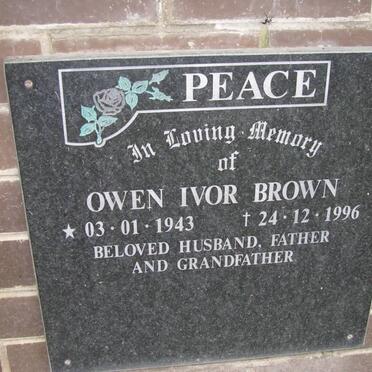 PEACE
In Loving Memory
of
OWEN IVOR BROWN
★ 03·01·1943 † 24·12·1996
BELOVED HUSBAND, FATHER
AND GRANDFATHER